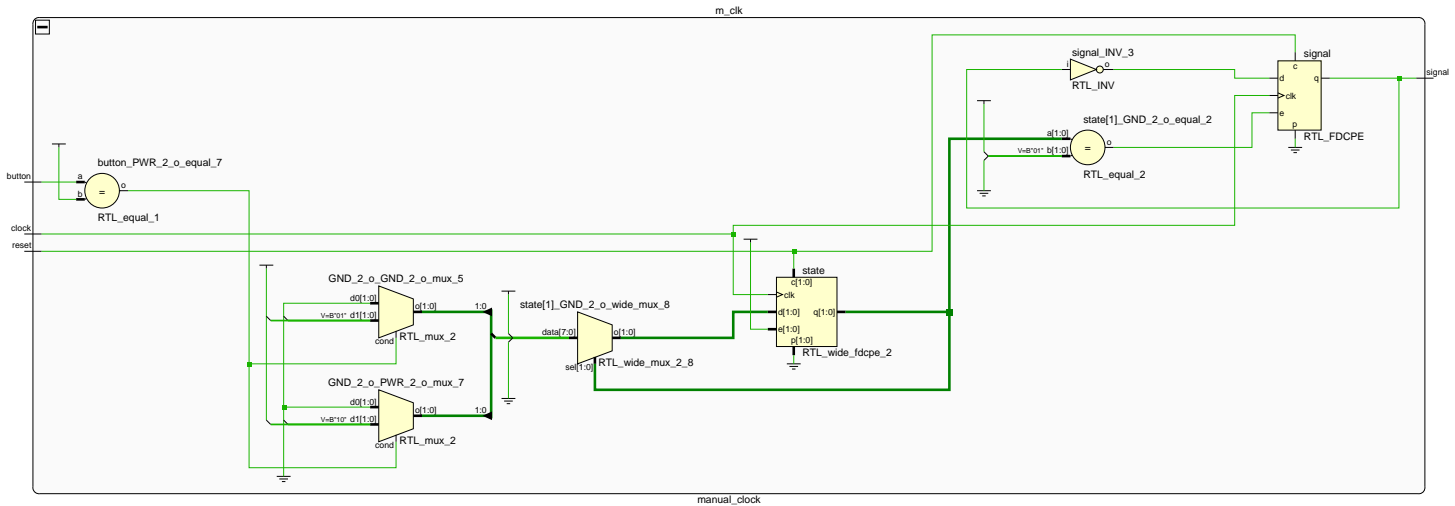 m_clk
signal_INV_3
i
o
RTL_INV
signal
c
d
q
clk
e
p
RTL_FDCPE
signal
state[1]_GND_2_o_equal_2
a[1:0]
V=B"01" b[1:0]
=
o
RTL_equal_2
button_PWR_2_o_equal_7
button
a
b
=
o
RTL_equal_1
clock
reset
GND_2_o_GND_2_o_mux_5
d0[1:0]
V=B"01" d1[1:0]
o[1:0]
1:0
cond
RTL_mux_2
state[1]_GND_2_o_wide_mux_8
data[7:0]
o[1:0]
sel[1:0]
RTL_wide_mux_2_8
state
c[1:0]
clk
d[1:0]
q[1:0]
e[1:0]
p[1:0]
RTL_wide_fdcpe_2
GND_2_o_PWR_2_o_mux_7
d0[1:0]
V=B"10" d1[1:0]
o[1:0]
1:0
cond
RTL_mux_2
manual_clock